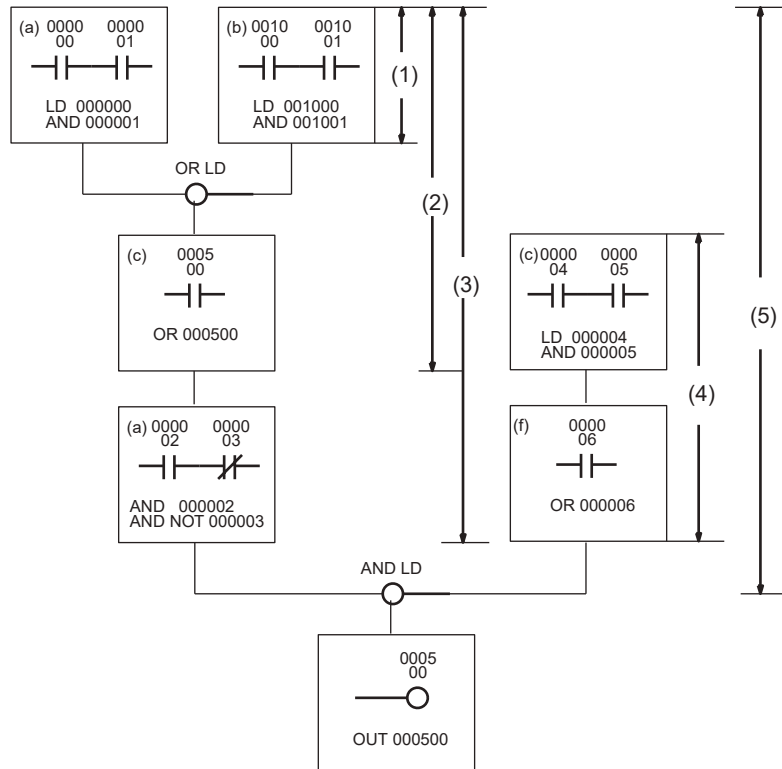 (a) 0000 0000
00 01
LD 000000
AND 000001
(b) 0010 0010
00 01
LD 001000
AND 001001
(1)
OR LD
(2)
(c) 0005
00
OR 000500
(3)
(c) 0000 0000
04 05
LD 000004
AND 000005
(5)
(4)
(a) 0000 0000
02 03
AND 000002
AND NOT 000003
(f) 0000
06
OR 000006
AND LD
0005
00
OUT 000500